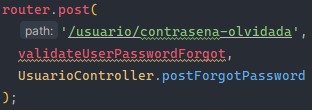 router.post(
path: '/usuario/contrasena-olvidada',
validateUserPasswordForgot,
UsuarioController.postForgotPassword
);